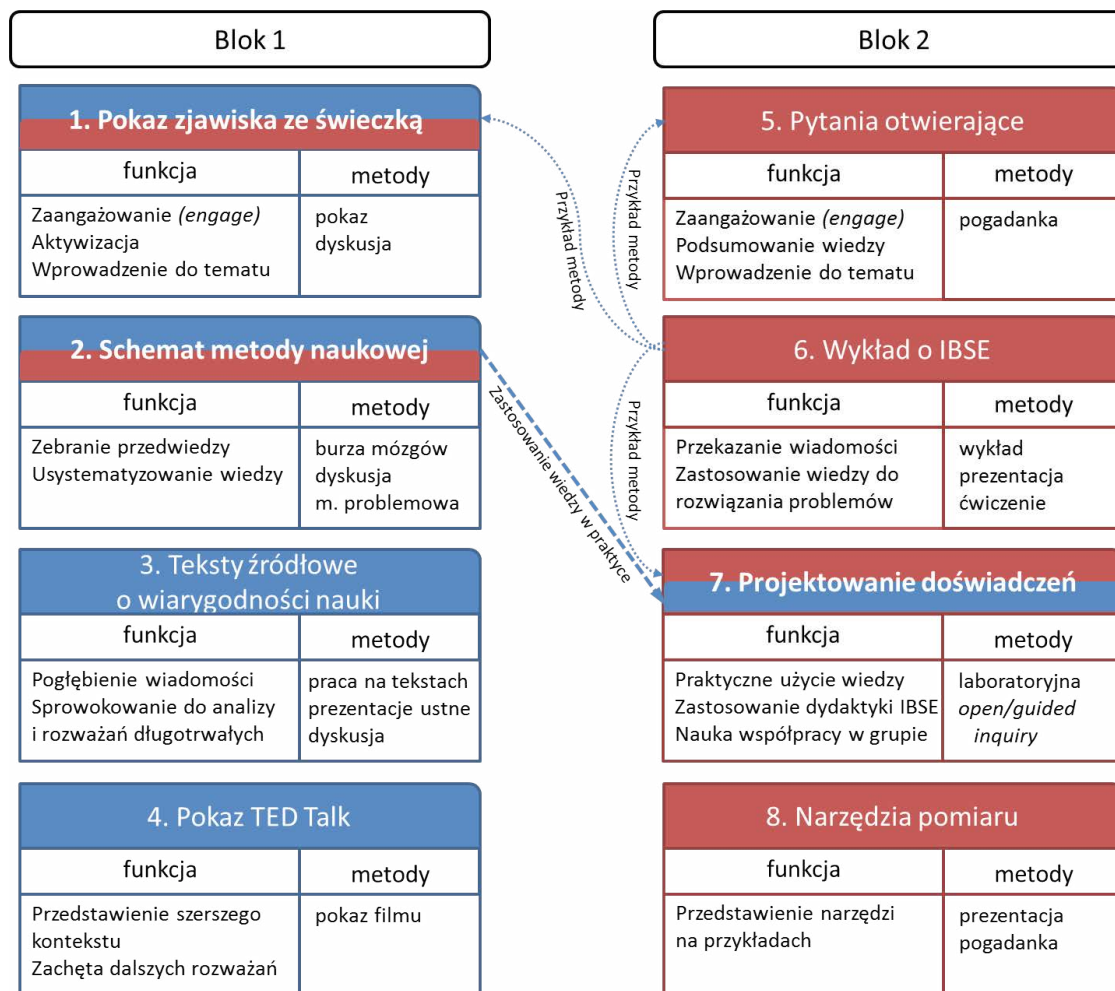 Blok 1
1. Pokaz zjawiska ze świeczką
funkcja
metody
Zaangażowanie (engage)
Aktywizacja
Wprowadzenie do tematu
pokaz
dyskusja
2. Schemat metody naukowej
funkcja
metody
Zebranie przedwiedzy
Usystematyzowanie wiedzy
burza mózgów
dyskusja
m. problemowa
3. Teksty źródłowe
o wiarygodności nauki
funkcja
metody
Pogłębienie wiadomości
Sprowokowanie do analizy
i rozważań długotrwałych
praca na tekstach
prezentacje ustne
dyskusja
4. Pokaz TED Talk
funkcja
metody
Przedstawienie szerszego
kontekstu
Zachęta dalszych rozważań
pokaz filmu
Przykład metody
Przykład metody
Przykład metody
Zastosowanie wiedzy w praktyce
Blok 2
5. Pytania otwierające
funkcja
metody
Zaangażowanie (engage)
Podsumowanie wiedzy
Wprowadzenie do tematu
pogadanka
6. Wykład o IBSE
funkcja
metody
Przekazanie wiadomości
Zastosowanie wiedzy do
rozwiązania problemów
wykład
prezentacja
ćwiczenie
7. Projektowanie doświadczeń
funkcja
metody
Praktyczne użycie wiedzy
Zastosowanie dydaktyki IBSE
Nauka współpracy w grupie
laboratoryjna
open/guided
inquiry
8. Narzędzia pomiaru
funkcja
metody
Przedstawienie narzędzi
na przykładach
prezentacja
pogadanka